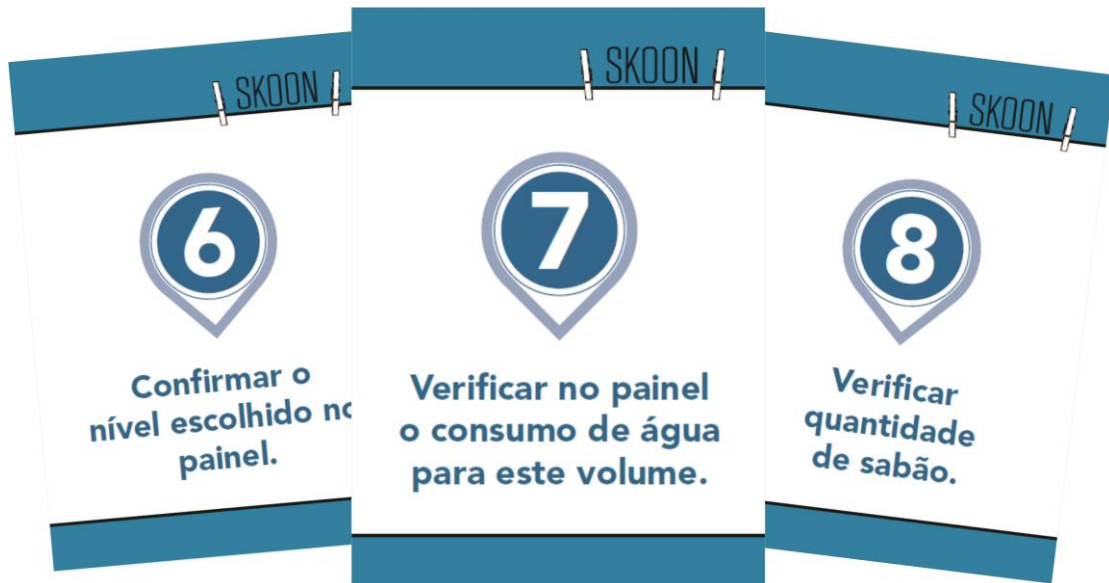 SKOON
6
Confirmar o
nível escolhido no
painel.
SKOON
7
Verificar no painel
o consumo de água
para este volume.
SKOON
8
Verificar
quantidade
de sabão.